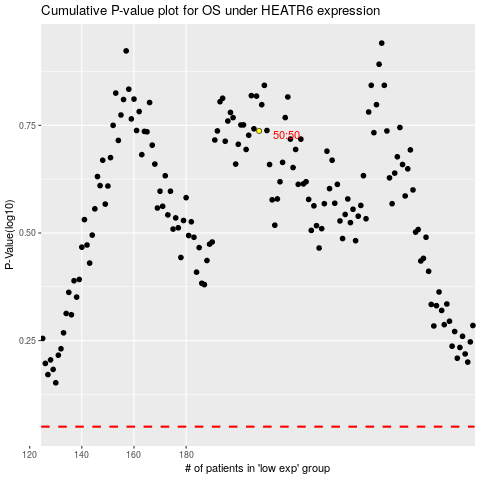 Cumulative P-value plot for OS under HEATR6 expression
P-Value(log10)
0.75
0.50
0.25
50:50
120 140 160 180
# of patients in 'low exp' group